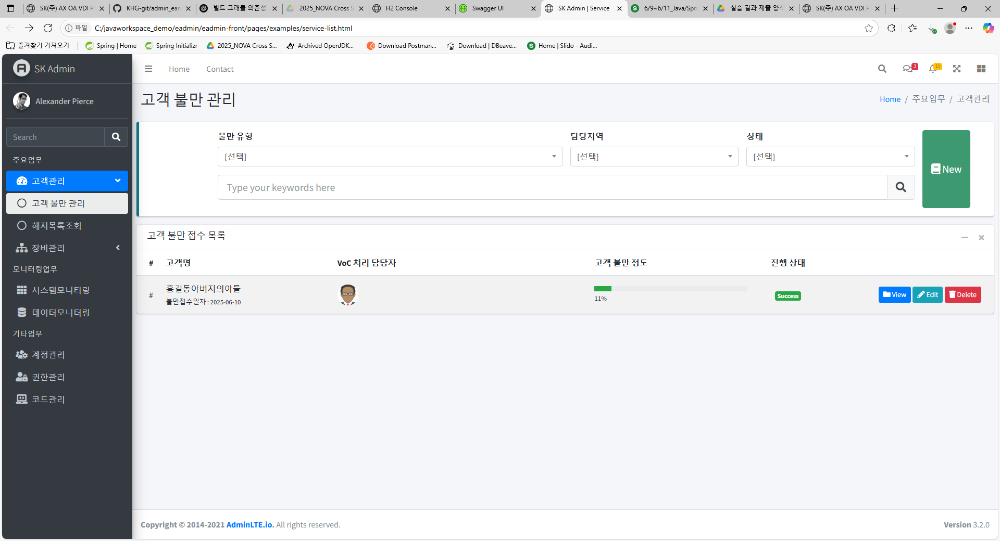 SK(주) AX OA VDI P
KHG-git/admin_eam
빌드 그래들 의존성
2025_NOVA Cross S
H2 Console
Swagger UI
SK Admin | Service
6/9~6/11_Java/Spri
실습 결과 제출 양식
SK(주) AX OA VDI P
파일
C:/javaworkspace_demo/eadmin/eadmin-front/pages/examples/service-list.html
즐겨찾기 가져오기
Spring | Home
Spring Initializr
2025_NOVA Cross S...
Archived OpenJDK...
Download Postman...
Download | DBeave...
Home | Slido - Audi...
SK Admin
Home
Contact
3
15
Alexander Pierce
Search
주요업무
고객관리
고객 불만 관리
해지목록조회
장비관리
모니터링업무
시스템모니터링
데이터모니터링
기타업무
계정관리
권한관리
코드관리
고객 불만 관리
Home / 주요업무 / 고객관리
불만 유형
담당지역
상태
[선택]
[선택]
[선택]
Type your keywords here
New
고객 불만 접수 목록
# 고객명 VoC 처리 담당자 고객 불만 정도 진행 상태
# 홍길동아버지의아들
불만접수일자 : 2025-06-10
11%
Success
View
Edit
Delete
Copyright © 2014-2021 AdminLTE.io. All rights reserved.
Version 3.2.0